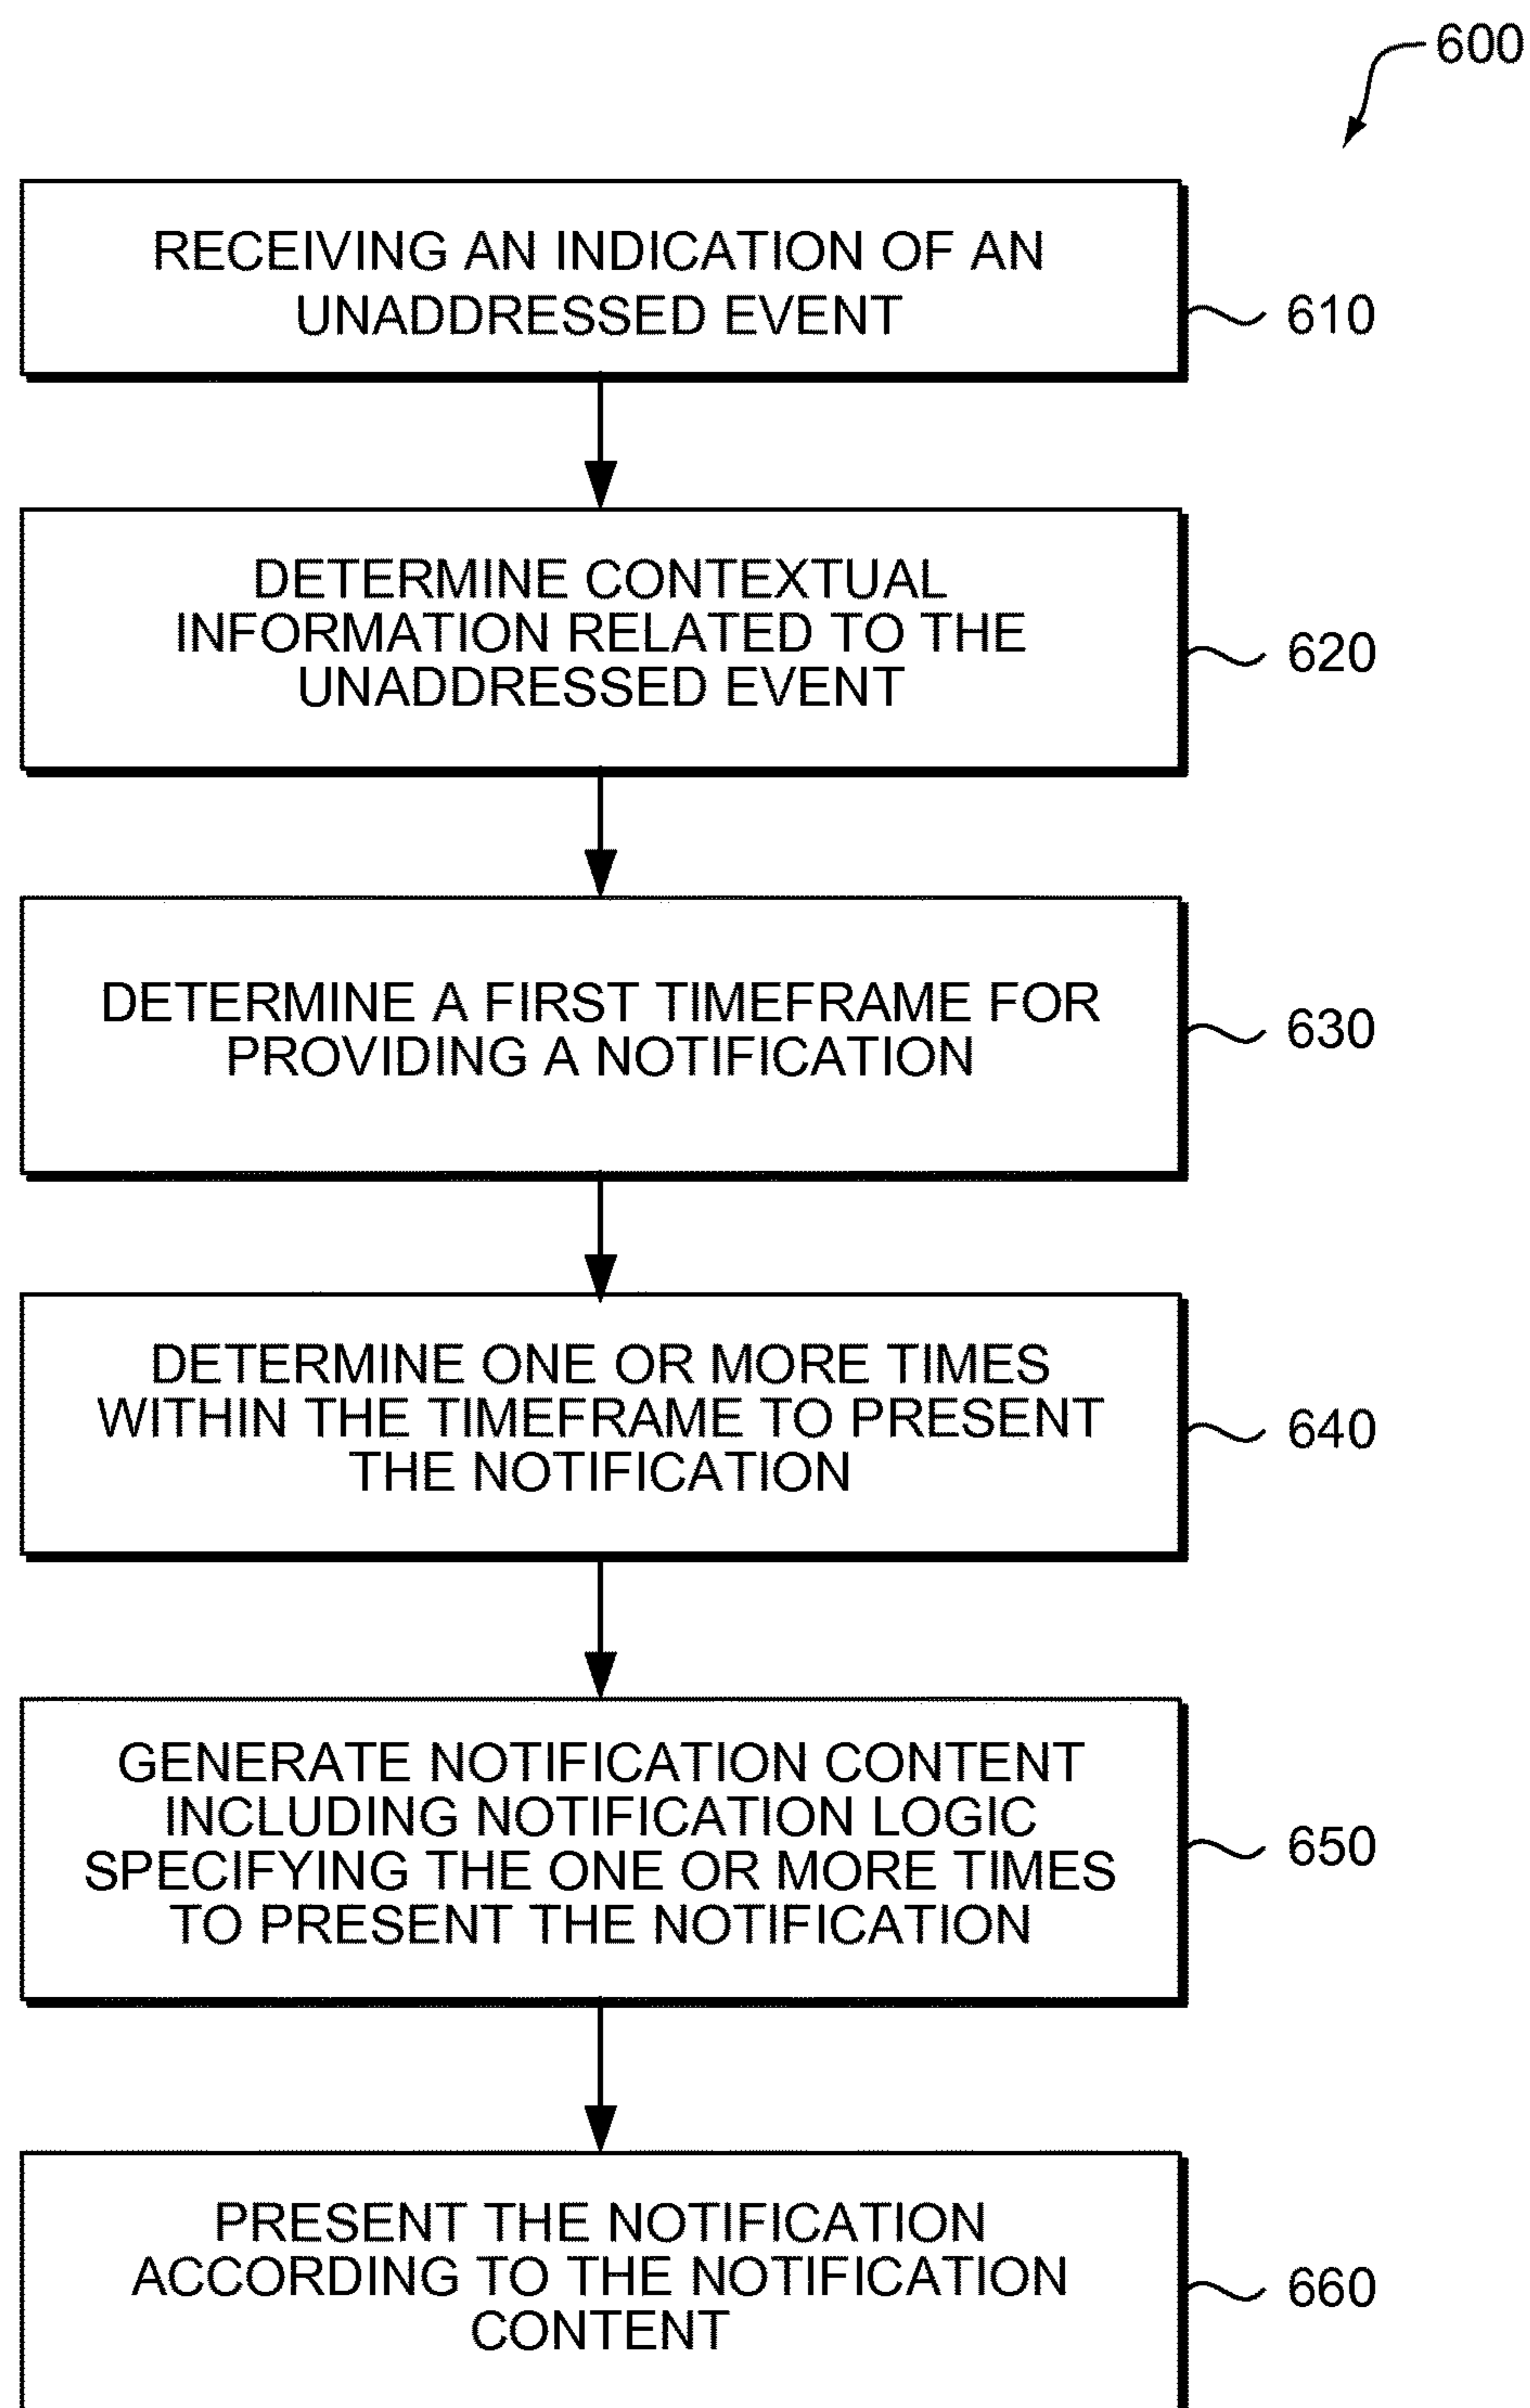 600
RECEIVING AN INDICATION OF AN
UNADDRESSED EVENT
610
DETERMINE CONTEXTUAL
INFORMATION RELATED TO THE
UNADDRESSED EVENT
620
DETERMINE A FIRST TIMEFRAME FOR
PROVIDING A NOTIFICATION
630
DETERMINE ONE OR MORE TIMES
WITHIN THE TIMEFRAME TO PRESENT
THE NOTIFICATION
640
GENERATE NOTIFICATION CONTENT
INCLUDING NOTIFICATION LOGIC
SPECIFYING THE ONE OR MORE TIMES
TO PRESENT THE NOTIFICATION
650
PRESENT THE NOTIFICATION
ACCORDING TO THE NOTIFICATION
CONTENT
660